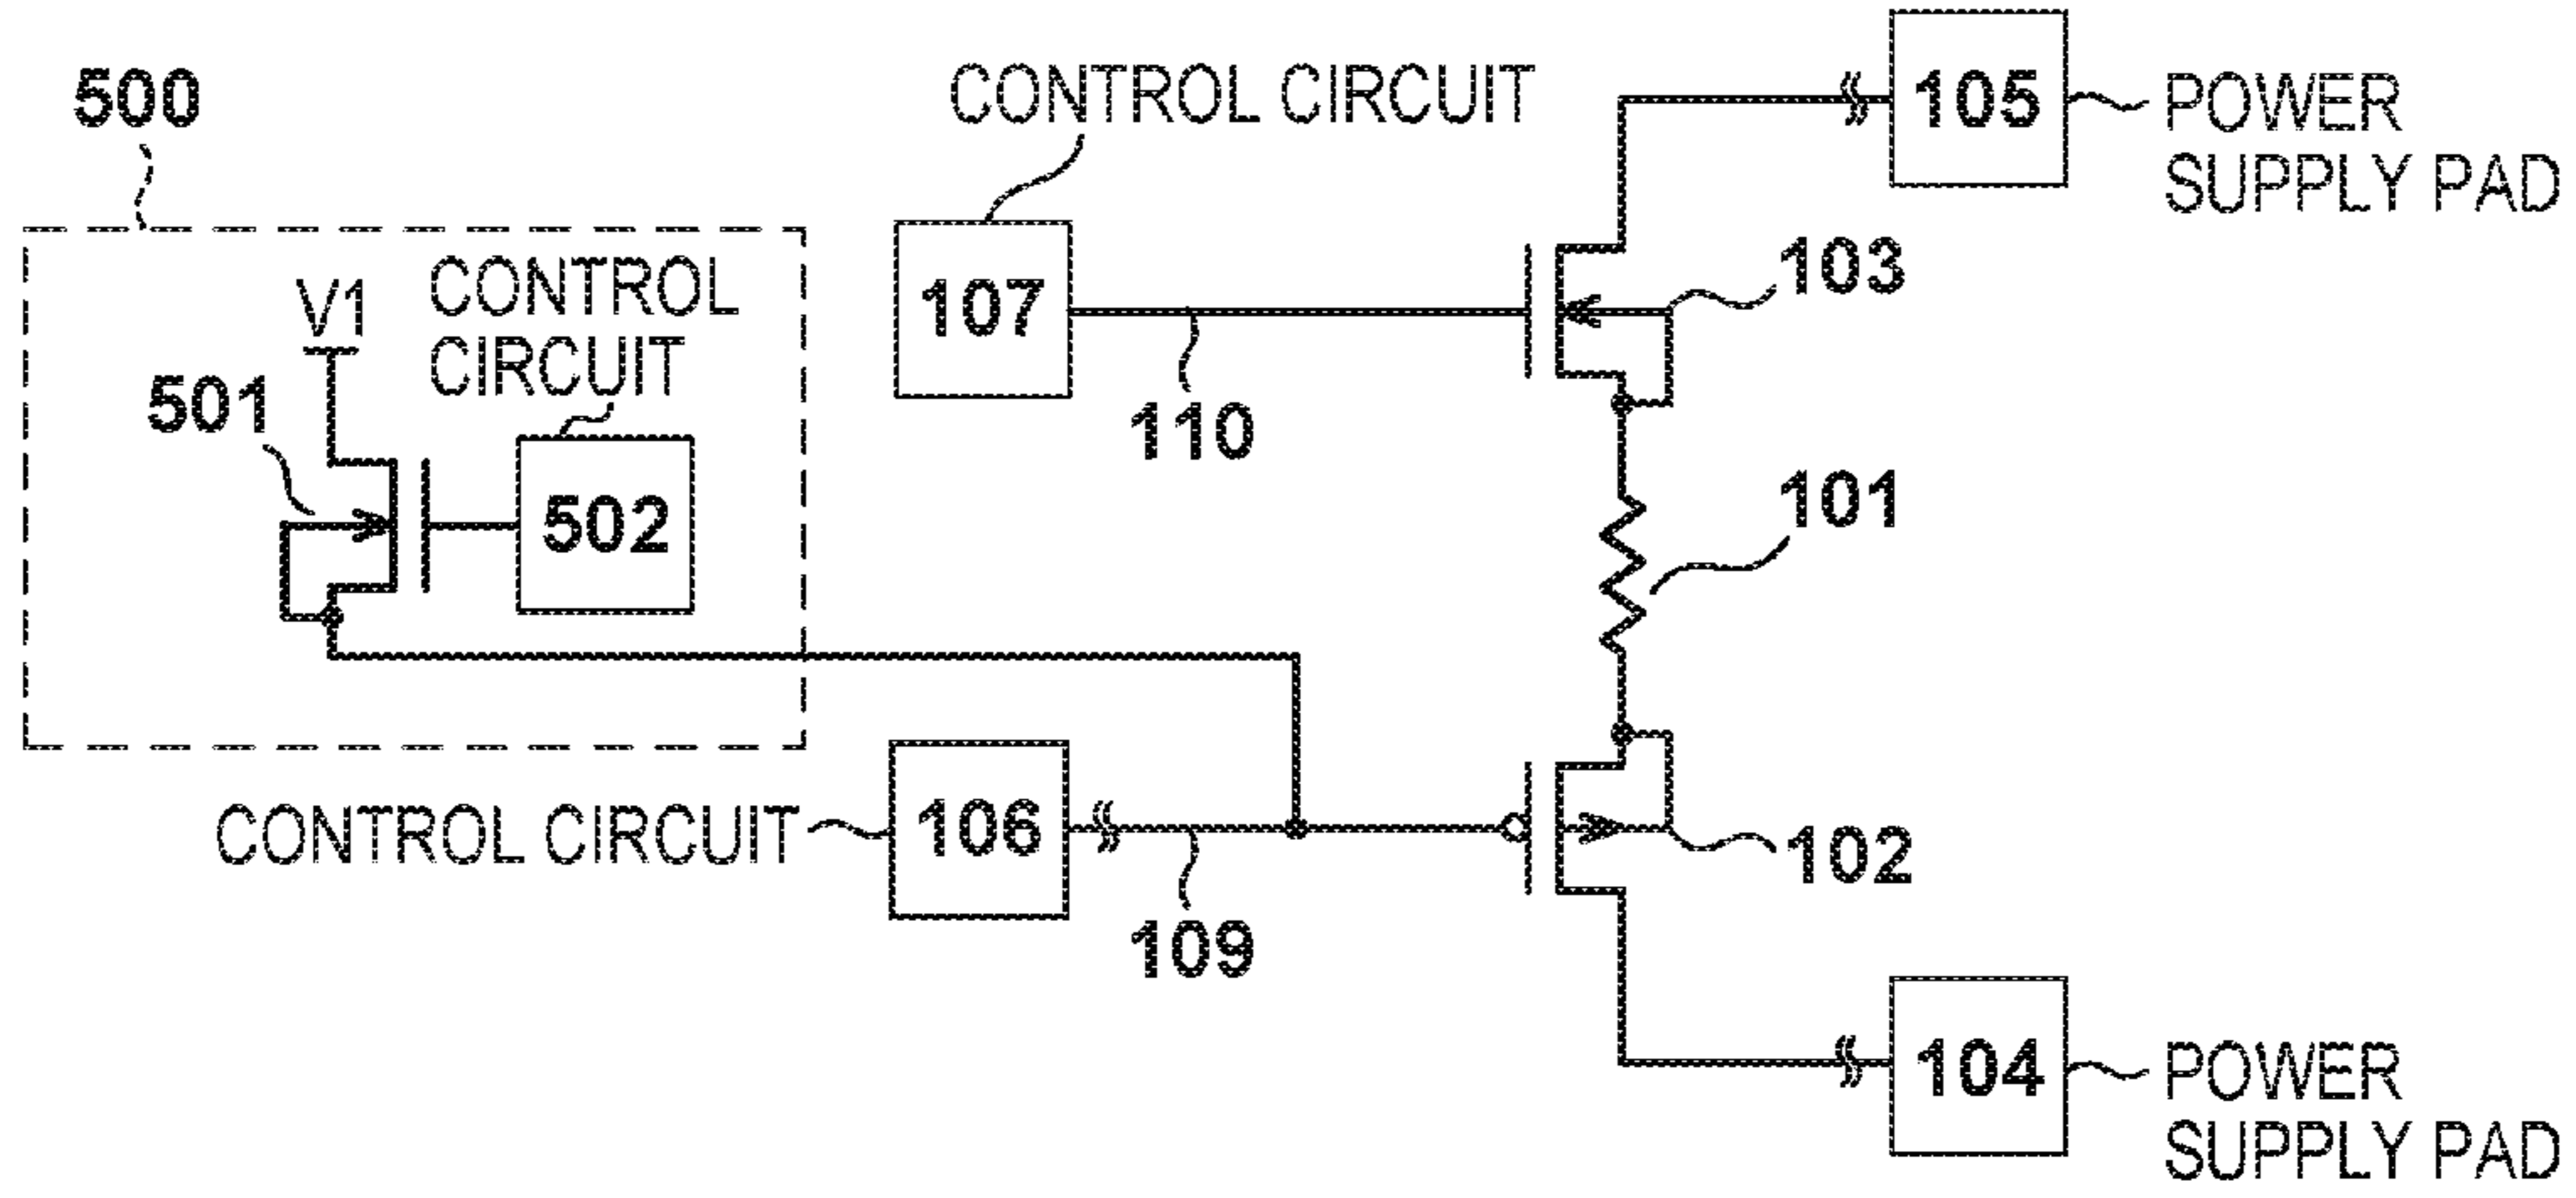 500
CONTROL CIRCUIT
105
POWER
SUPPLY PAD
V1
CONTROL
CIRCUIT
107
103
501
110
502
101
CONTROL CIRCUIT
106
102
109
104
POWER
SUPPLY PAD